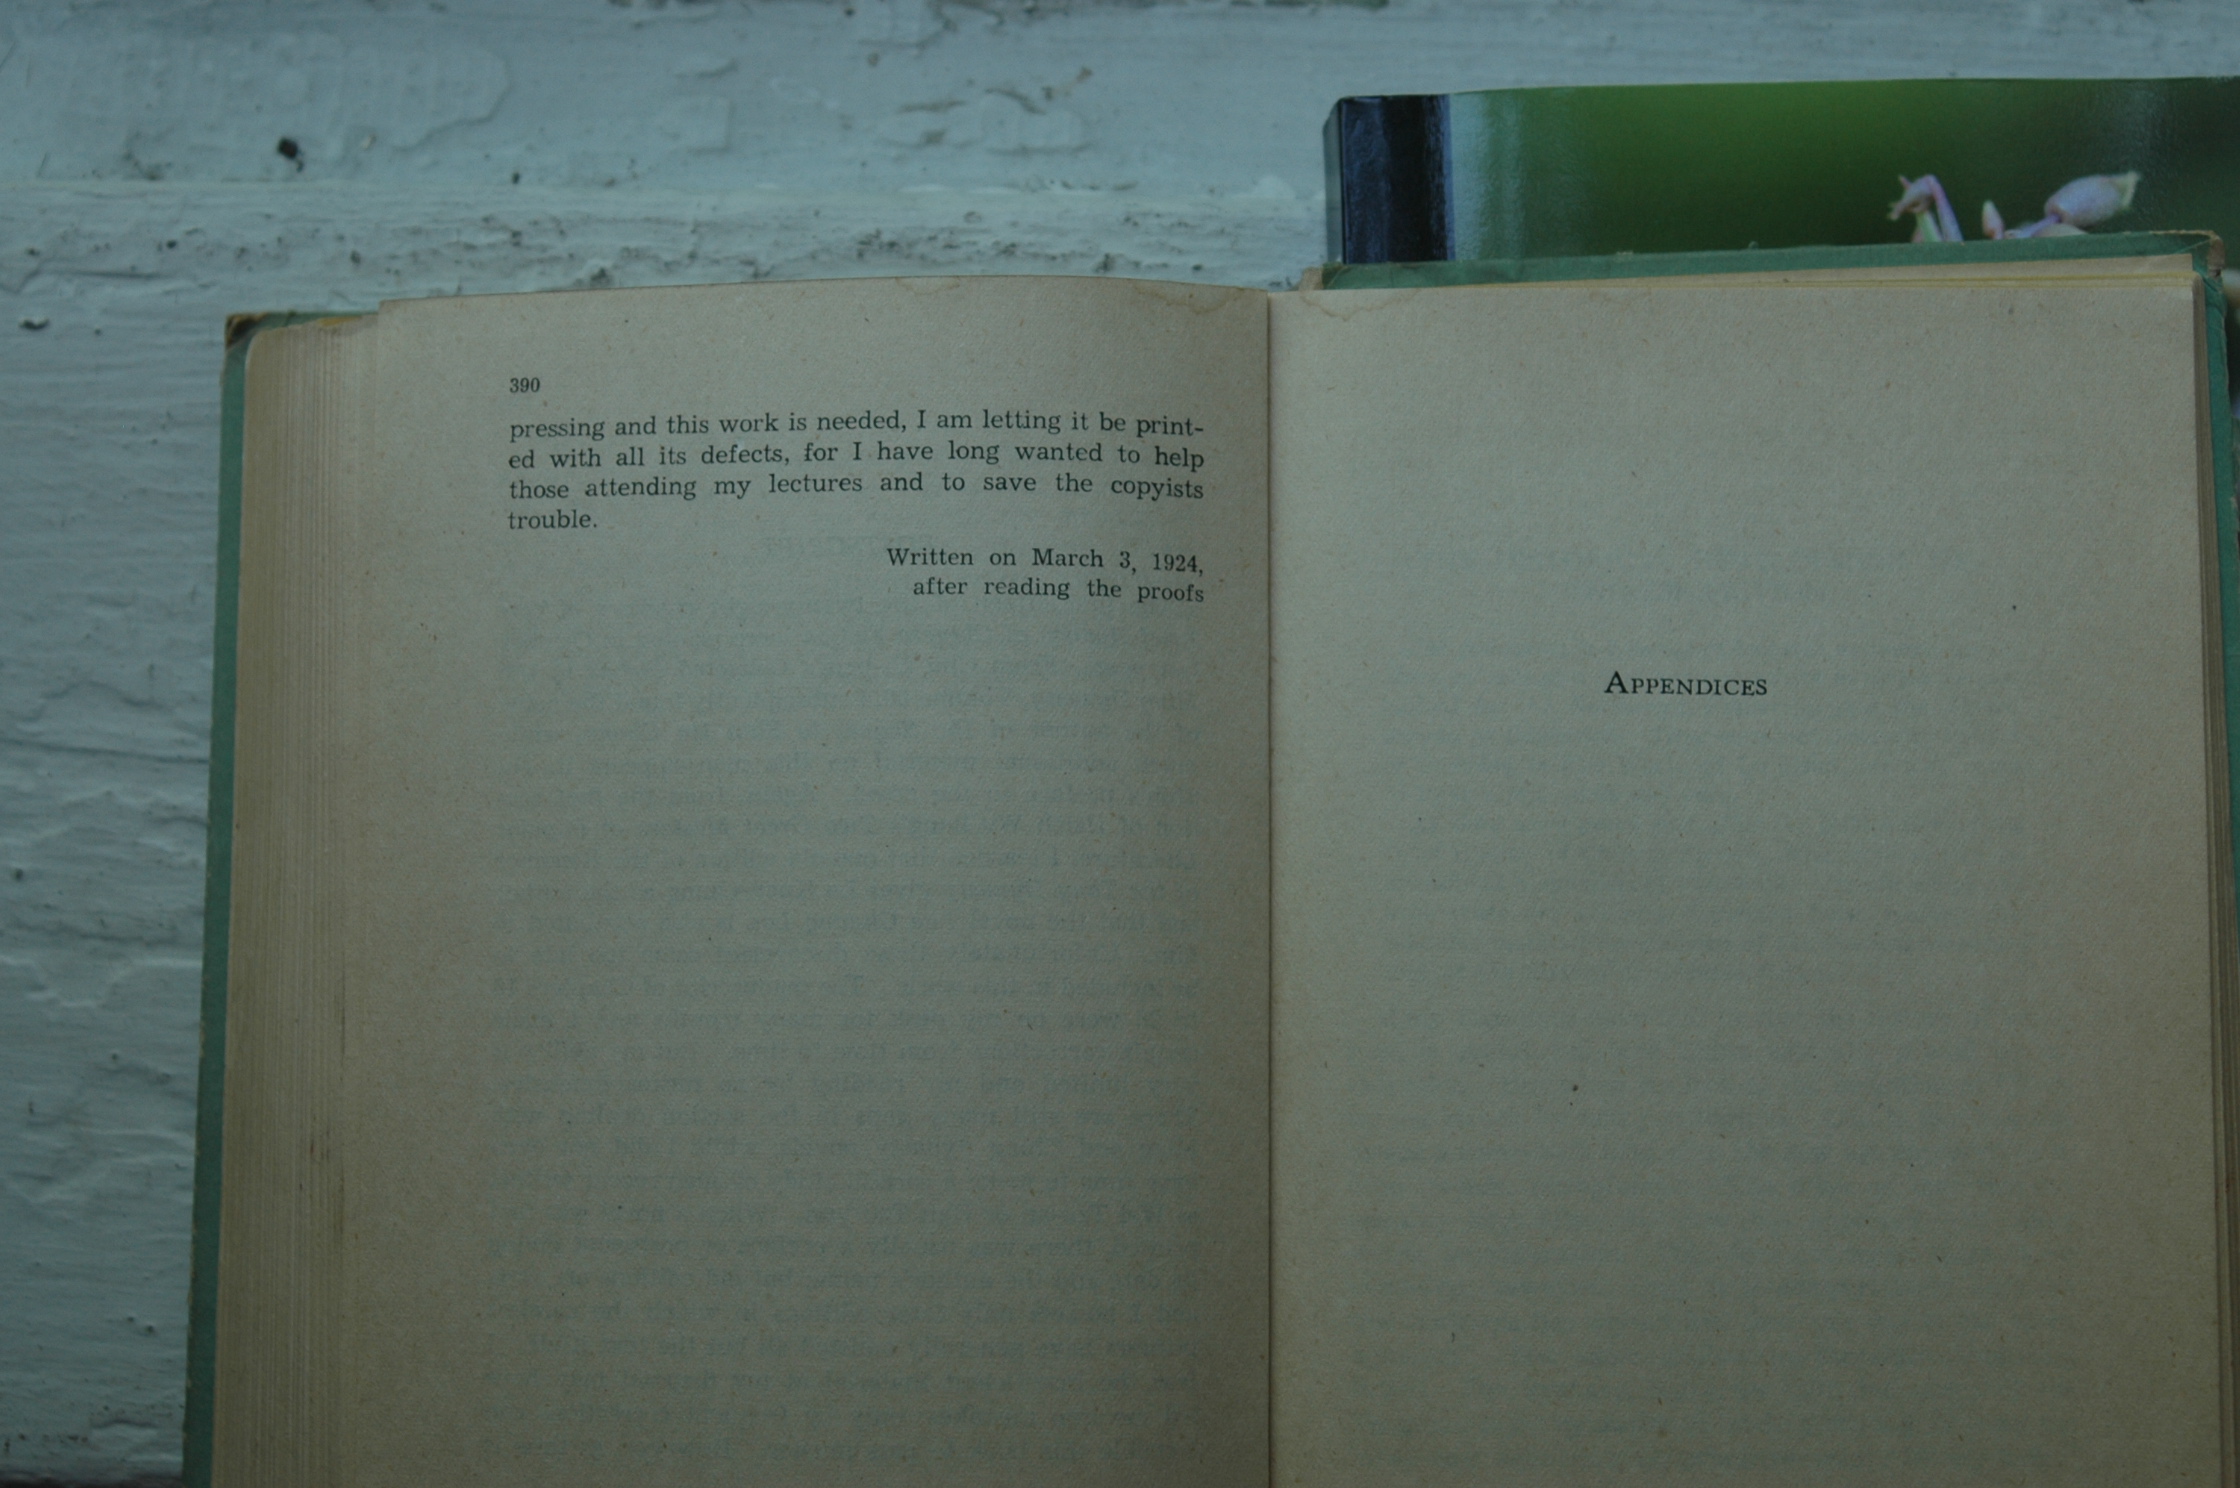 390
pressing and this work is needed, I am letting it be print-
ed with all its defects, for I have long wanted to help
those attending my lectures and to save the copyists
trouble.
Written on March 3, 1924,
after reading the proofs
APPENDICES